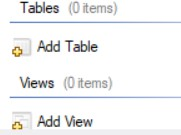 Tables (0 items)
Add Table
Views (0 items)
Add View